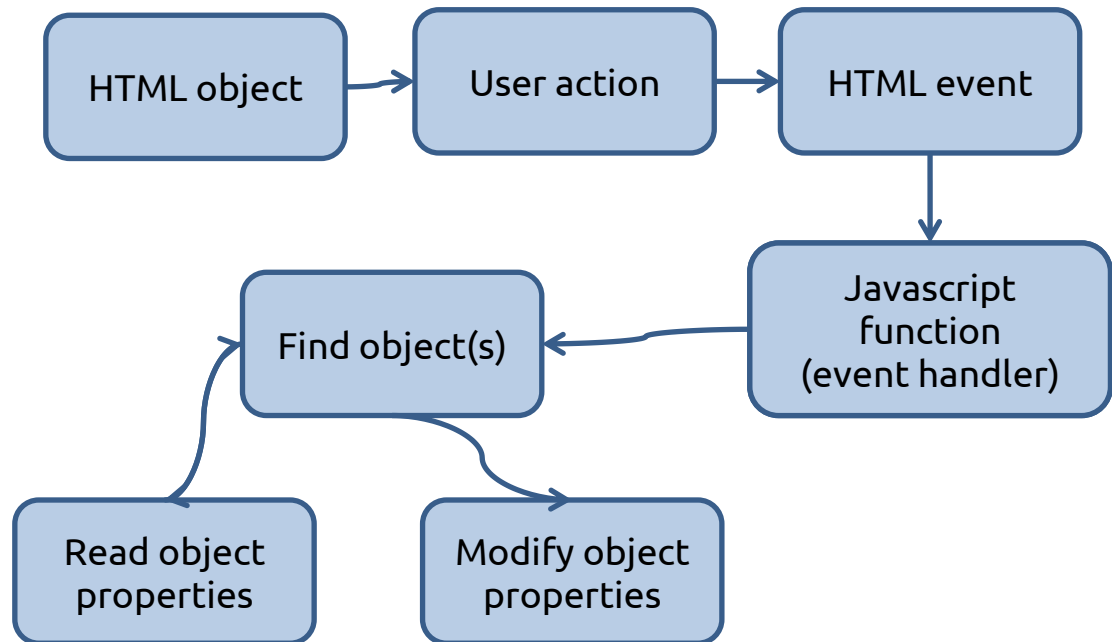 HTML object
User action
HTML event
Javascript
function
(event handler)
Find object(s)
Read object
properties
Modify object
properties